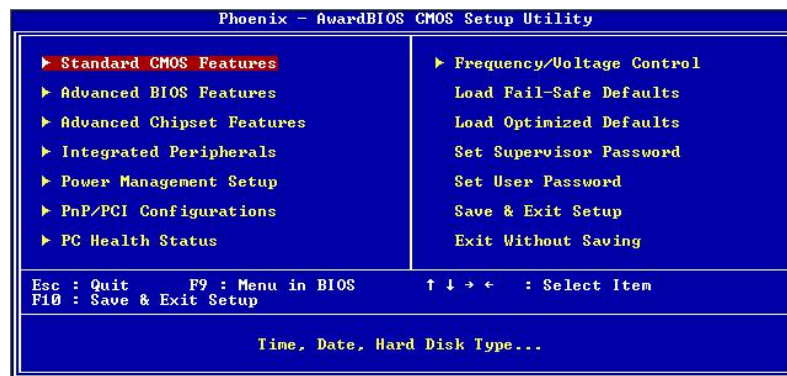 Phoenix - AwardBIOS CMOS Setup Utility
▶ Standard CMOS Features
▶ Advanced BIOS Features
▶ Advanced Chipset Features
▶ Integrated Peripherals
▶ Power Management Setup
▶ PnP/PCI Configurations
▶ PC Health Status
▶ Frequency/Voltage Control
Load Fail-Safe Defaults
Load Optimized Defaults
Set Supervisor Password
Set User Password
Save & Exit Setup
Exit Without Saving
Esc : Quit F9 : Menu in BIOS ↑ ↓ → ← : Select Item
F10 : Save & Exit Setup
Time, Date, Hard Disk Type...